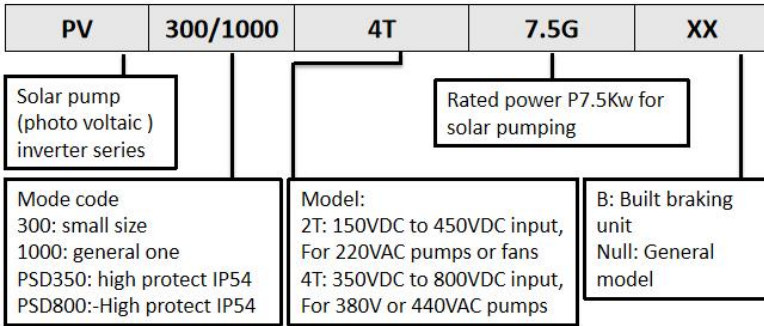 PV 300/1000 4T 7.5G XX
Solar pump
(photo voltaic )
inverter series
Rated power P7.5Kw for
solar pumping
Mode code
300: small size
1000: general one
PSD350: high protect IP54
PSD800:-High protect IP54
Model:
2T: 150VDC to 450VDC input,
For 220VAC pumps or fans
4T: 350VDC to 800VDC input,
For 380V or 440VAC pumps
B: Built braking
unit
Null: General
model